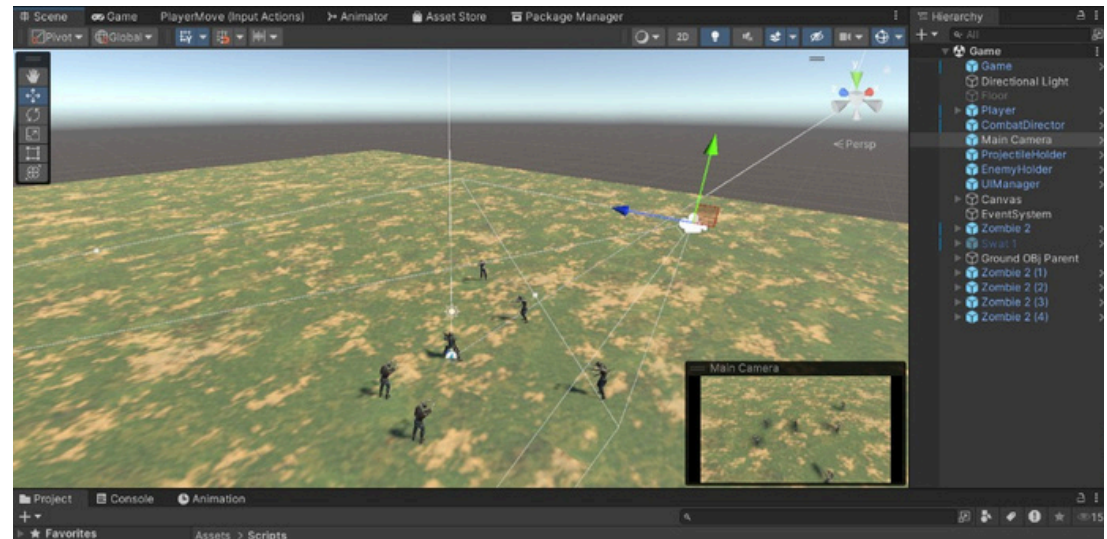 Scene Game PlayerMove (Input Actions) Animator Asset Store Package Manager
Pivot Global 2D
y
Persp
Main Camera
Hierarchy
All
Game
Game
Directional Light
Floor
Player
CombatDirector
Main Camera
ProjectileHolder
EnemyHolder
UIManager
Canvas
EventSystem
Zombie 2
Swat 1
Ground OBj Parent
Zombie 2 (1)
Zombie 2 (2)
Zombie 2 (3)
Zombie 2 (4)
Project Console Animation
15
Favorites Assets > Scripts